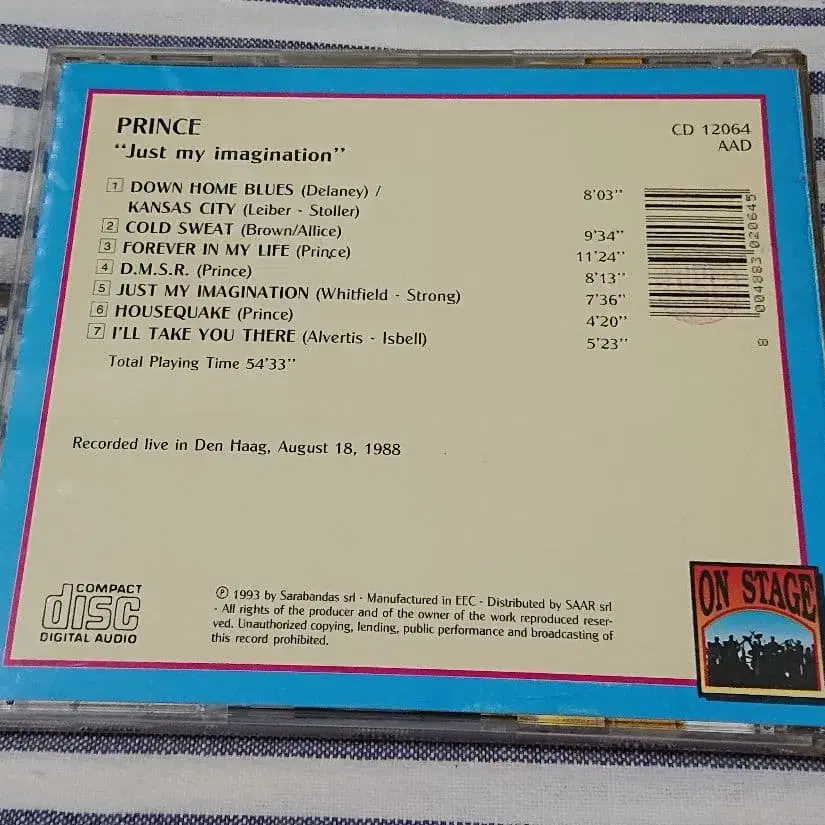 PRINCE
"Just my imagination"
CD 12064
AAD
1 DOWN HOME BLUES (Delaney) /
KANSAS CITY (Leiber - Stoller) 8'03"
2 COLD SWEAT (Brown/Allice) 9'34"
3 FOREVER IN MY LIFE (Prince) 11'24"
4 D.M.S.R. (Prince) 8'13"
5 JUST MY IMAGINATION (Whitfield - Strong) 7'36"
6 HOUSEQUAKE (Prince) 4'20"
7 I'LL TAKE YOU THERE (Alvertis - Isbell) 5'23"
Total Playing Time 54'33"
8 004883 020645
Recorded live in Den Haag, August 18, 1988
COMPACT
disc
DIGITAL AUDIO
℗ 1993 by Sarabandas srl · Manufactured in EEC · Distributed by SAAR srl
· All rights of the producer and of the owner of the work reproduced reser-
ved. Unauthorized copying, lending, public performance and broadcasting of
this record prohibited.
ON STAGE